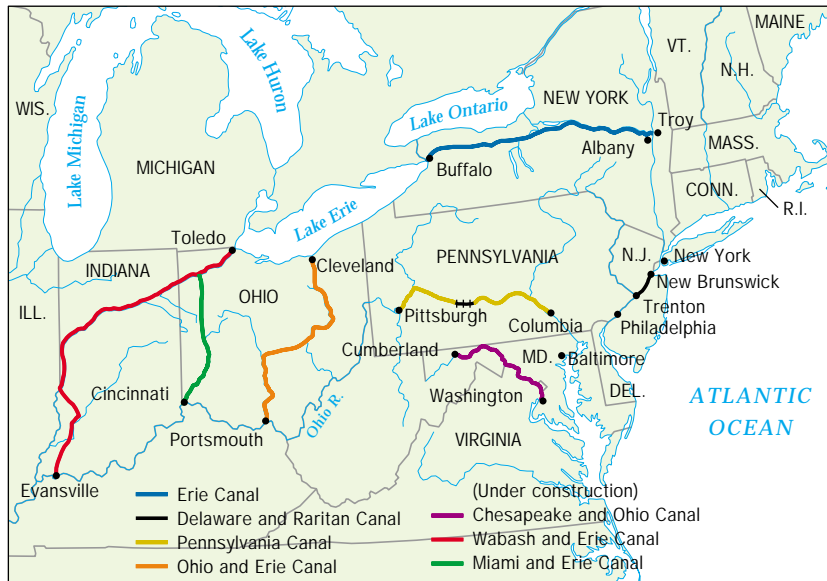 MAINE
VT.
N.H.
Lake Huron
WIS.
Lake Michigan
Lake Ontario
NEW YORK
Troy
Albany
MASS.
MICHIGAN
Buffalo
CONN.
R.I.
Lake Erie
Toledo
Cleveland
PENNSYLVANIA
N.J.
New York
INDIANA
New Brunswick
OHIO
ILL.
Pittsburgh
Trenton
Columbia
Philadelphia
Cumberland
MD.
Baltimore
Cincinnati
Washington
DEL.
ATLANTIC
OCEAN
Ohio R.
Portsmouth
VIRGINIA
Evansville
Erie Canal
Delaware and Raritan Canal
Pennsylvania Canal
Ohio and Erie Canal
(Under construction)
Chesapeake and Ohio Canal
Wabash and Erie Canal
Miami and Erie Canal